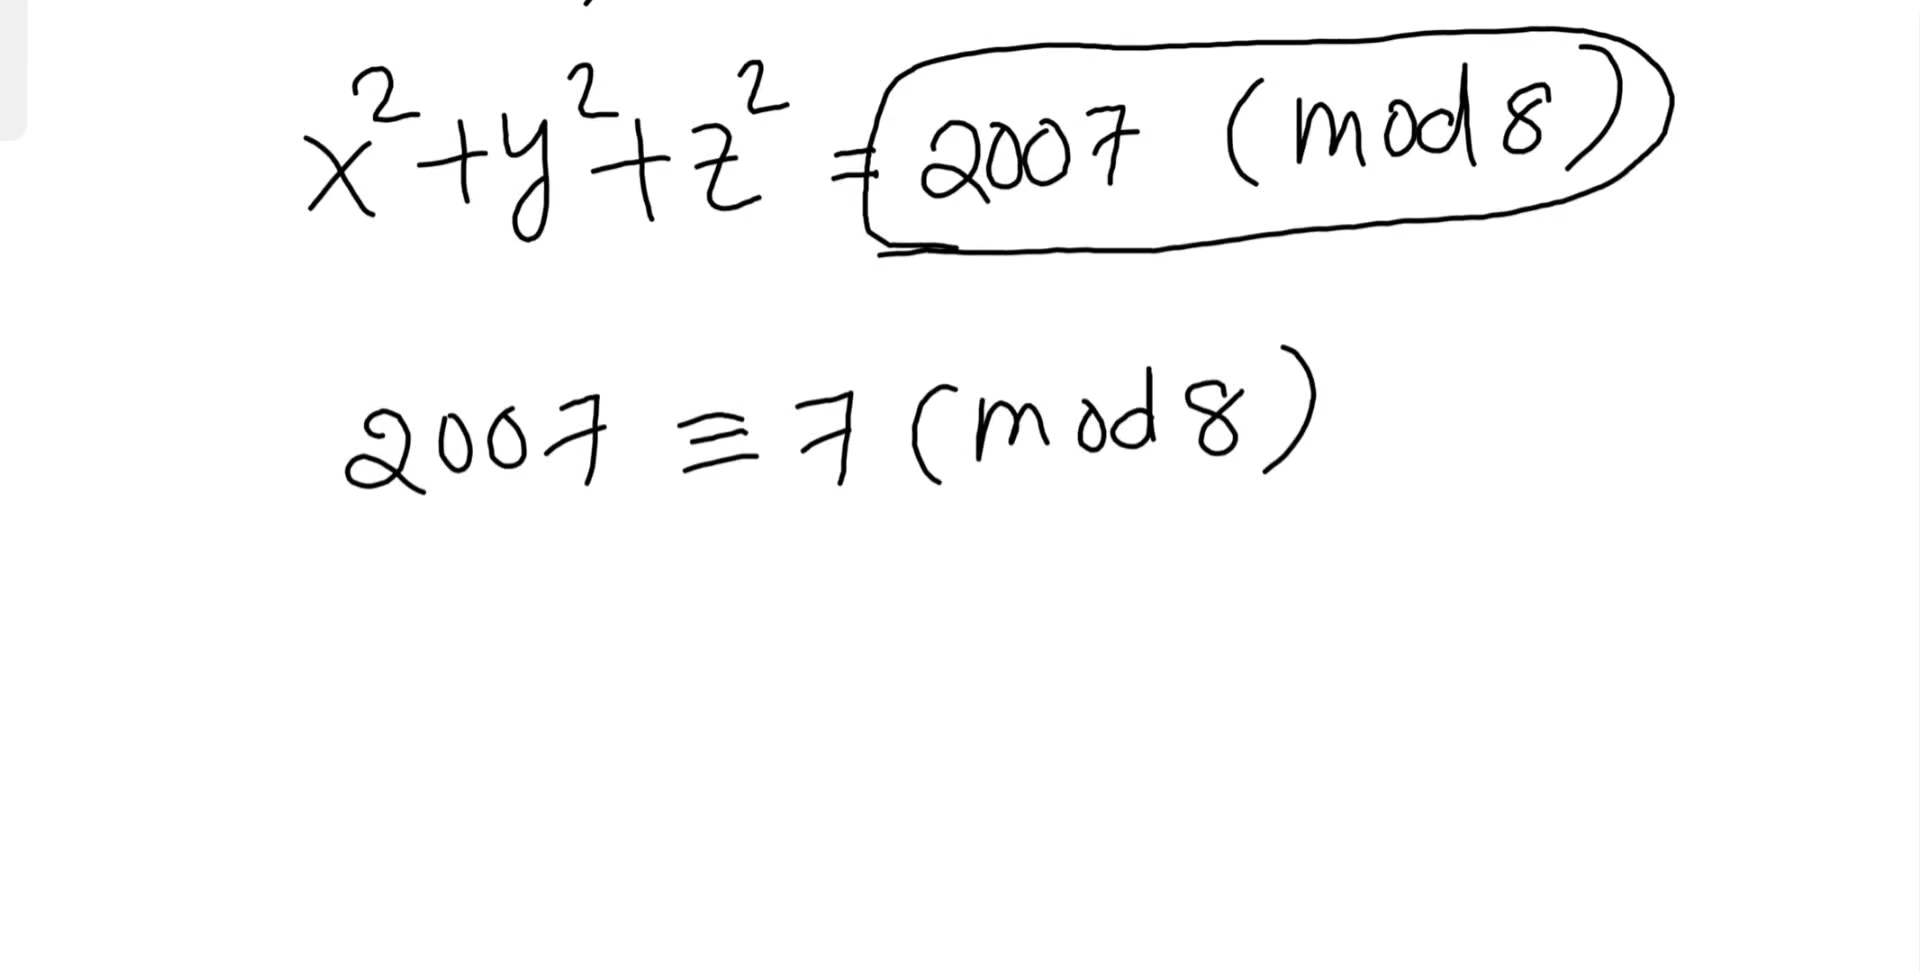 x² + y² + z² = 2007 (mod 8)
2007 ≡ 7 (mod 8)